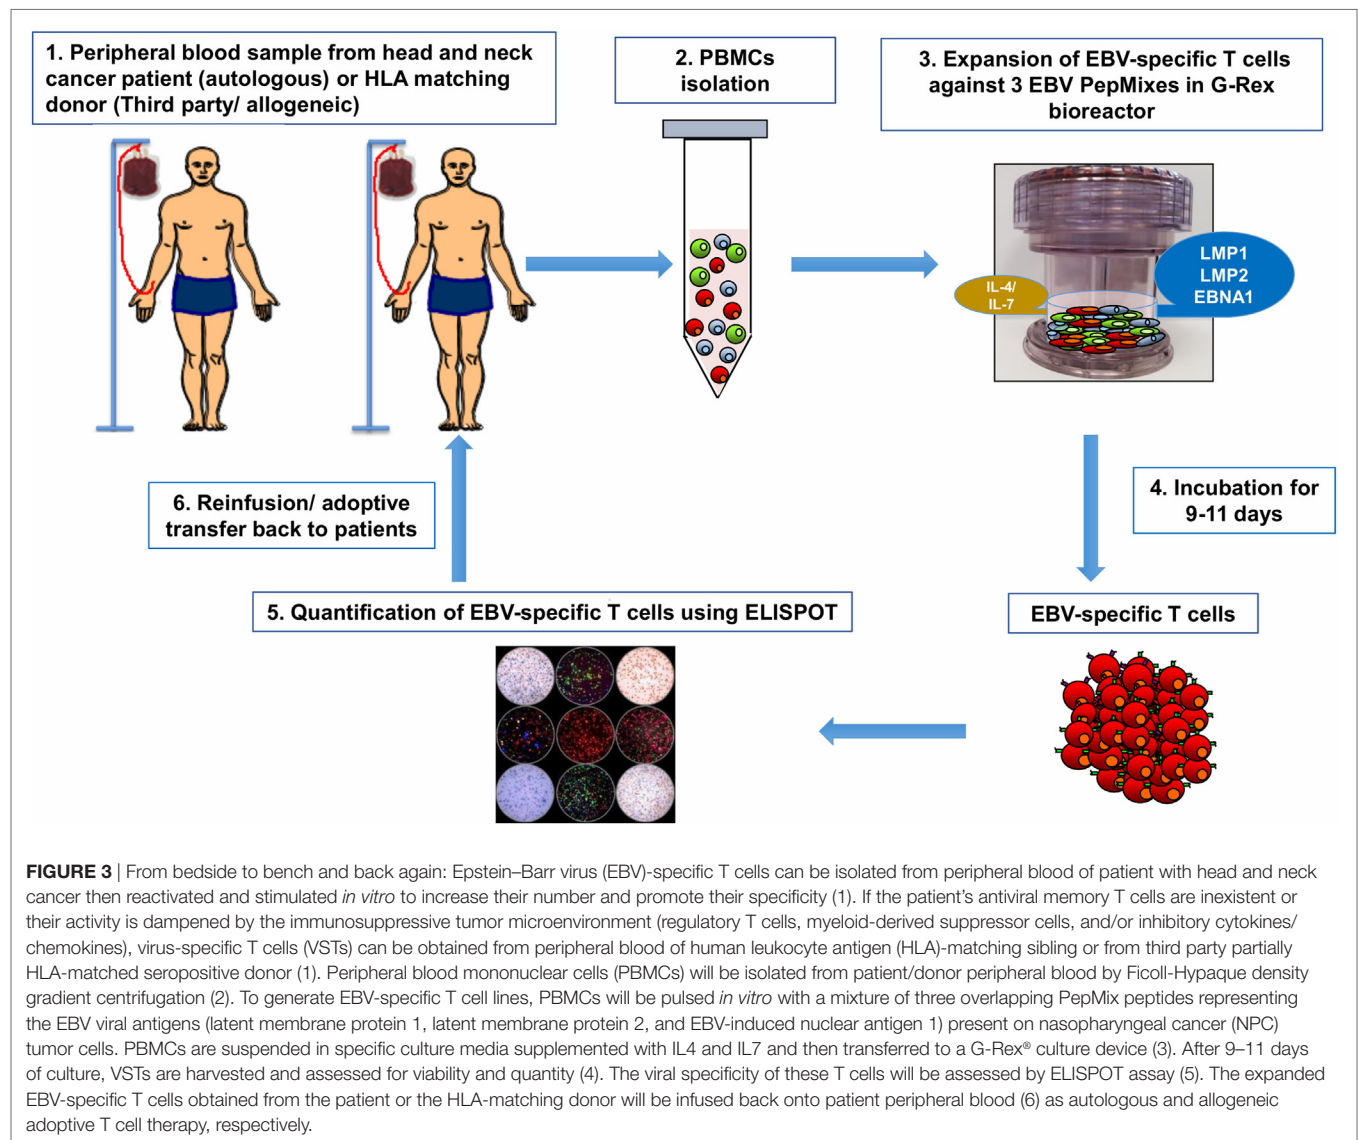 1. Peripheral blood sample from head and neck
cancer patient (autologous) or HLA matching
donor (Third party/ allogeneic)
2. PBMCs
isolation
3. Expansion of EBV-specific T cells
against 3 EBV PepMixes in G-Rex
bioreactor
IL-4/
IL-7
LMP1
LMP2
EBNA1
4. Incubation for
9-11 days
EBV-specific T cells
5. Quantification of EBV-specific T cells using ELISPOT
6. Reinfusion/ adoptive
transfer back to patients
FIGURE 3 | From bedside to bench and back again: Epstein–Barr virus (EBV)-specific T cells can be isolated from peripheral blood of patient with head and neck
cancer then reactivated and stimulated in vitro to increase their number and promote their specificity (1). If the patient’s antiviral memory T cells are inexistent or
their activity is dampened by the immunosuppressive tumor microenvironment (regulatory T cells, myeloid-derived suppressor cells, and/or inhibitory cytokines/
chemokines), virus-specific T cells (VSTs) can be obtained from peripheral blood of human leukocyte antigen (HLA)-matching sibling or from third party partially
HLA-matched seropositive donor (1). Peripheral blood mononuclear cells (PBMCs) will be isolated from patient/donor peripheral blood by Ficoll-Hypaque density
gradient centrifugation (2). To generate EBV-specific T cell lines, PBMCs will be pulsed in vitro with a mixture of three overlapping PepMix peptides representing
the EBV viral antigens (latent membrane protein 1, latent membrane protein 2, and EBV-induced nuclear antigen 1) present on nasopharyngeal cancer (NPC)
tumor cells. PBMCs are suspended in specific culture media supplemented with IL4 and IL7 and then transferred to a G-Rex® culture device (3). After 9–11 days
of culture, VSTs are harvested and assessed for viability and quantity (4). The viral specificity of these T cells will be assessed by ELISPOT assay (5). The expanded
EBV-specific T cells obtained from the patient or the HLA-matching donor will be infused back onto patient peripheral blood (6) as autologous and allogeneic
adoptive T cell therapy, respectively.